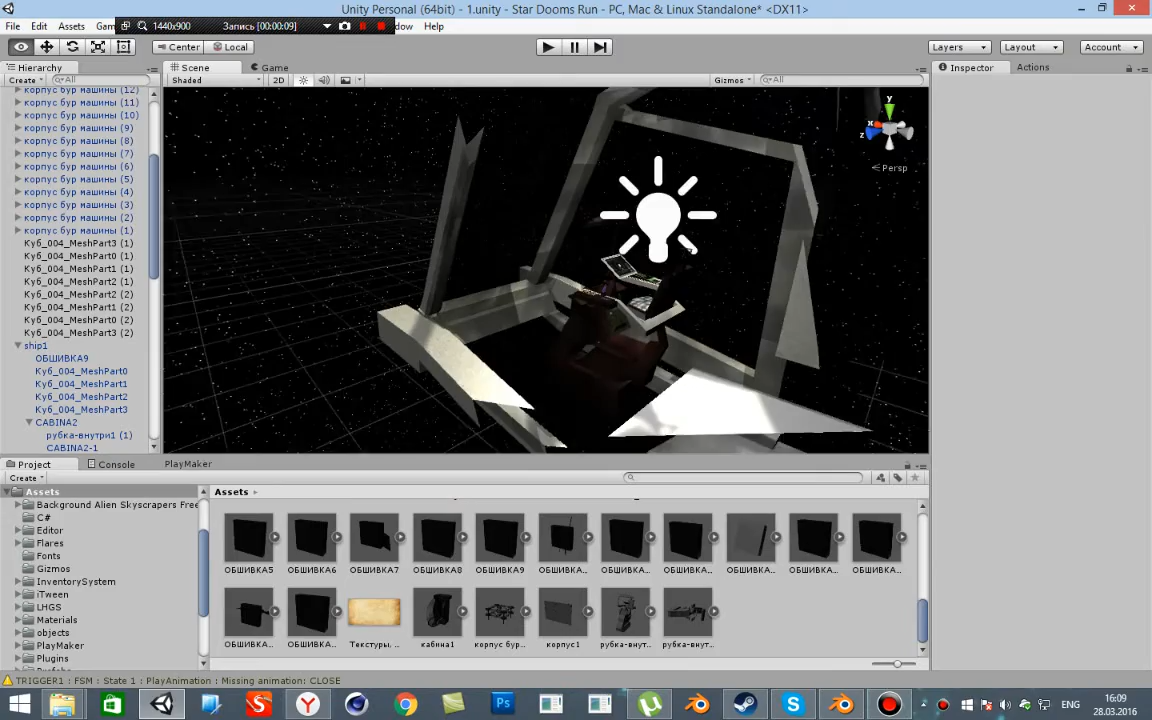 Unity Personal (64bit) - 1.unity - Star Dooms Run - PC, Mac & Linux Standalone* <DX11>
File Edit Assets Gam 1440x900 Запись [00:00:09] dow Help
Center Local Layers Layout Account
Hierarchy Scene Game Inspector Actions
Create All Shaded 2D Gizmos All
корпус бур машины (12)
корпус бур машины (11)
корпус бур машины (10)
корпус бур машины (9)
корпус бур машины (8)
корпус бур машины (7)
корпус бур машины (6)
корпус бур машины (5)
корпус бур машины (4)
корпус бур машины (3)
корпус бур машины (2)
корпус бур машины (1)
Куб_004_MeshPart3 (1)
Куб_004_MeshPart0 (1)
Куб_004_MeshPart1 (1)
Куб_004_MeshPart2 (1)
Куб_004_MeshPart2 (2)
Куб_004_MeshPart1 (2)
Куб_004_MeshPart0 (2)
Куб_004_MeshPart3 (2)
ship1
ОБШИВКА9
Куб_004_MeshPart0
Куб_004_MeshPart1
Куб_004_MeshPart2
Куб_004_MeshPart3
CABINA2
рубка-внутри1 (1)
CABINA2-1
y
x
z
Persp
Project Console PlayMaker
Create
Assets
Background Alien Skyscrapers Free
C#
Editor
Flares
Fonts
Gizmos
InventorySystem
iTween
LHGS
Materials
objects
PlayMaker
Plugins
Assets
ОБШИВКА5 ОБШИВКА6 ОБШИВКА7 ОБШИВКА8 ОБШИВКА9 ОБШИВКА... ОБШИВКА... ОБШИВКА... ОБШИВКА... ОБШИВКА... ОБШИВКА...
ОБШИВКА... ОБШИВКА... Текстуры. ... кабина1 корпус бур... корпус1 рубка-внут... рубка-внут...
TRIGGER1 : FSM : State 1 : PlayAnimation : Missing animation: CLOSE
ENG
16:09
28.03.2016